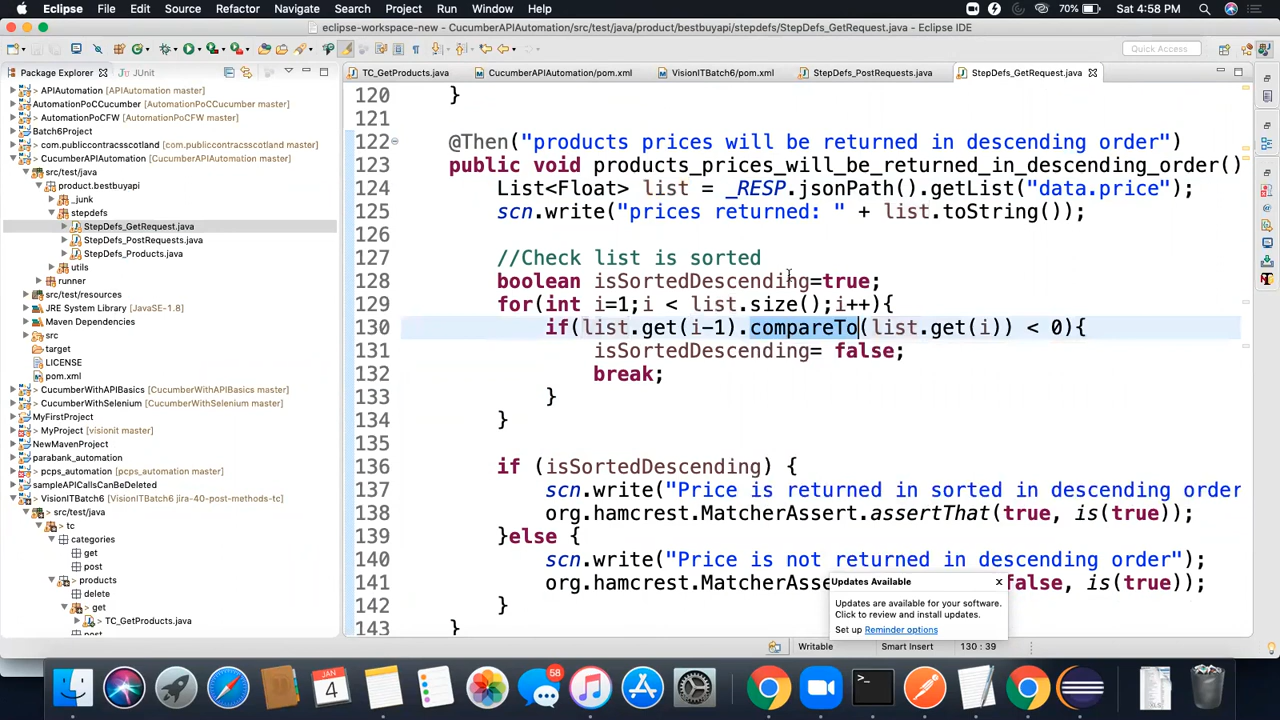 Eclipse File Edit Source Refactor Navigate Search Project Run Window Help 70% Sat 4:58 PM
eclipse-workspace-new - CucumberAPIAutomation/src/test/java/product/bestbuyapi/stepdefs/StepDefs_GetRequest.java - Eclipse IDE
Quick Access
Package Explorer JUnit
TC_GetProducts.java CucumberAPIAutomation/pom.xml VisionITBatch6/pom.xml StepDefs_PostRequests.java StepDefs_GetRequest.java
> APIAutomation [APIAutomation master]
AutomationPoCCucumber [AutomationPoCCucumber master]
> AutomationPoCFW [AutomationPoCFW master]
Batch6Project
> com.publiccontracsscotland [AutomationPoCFW master]
> CucumberAPIAutomation [CucumberAPIAutomation master]
src/test/java
product.bestbuyapi
_junk
stepdefs
StepDefs_GetRequest.java
StepDefs_PostRequests.java
StepDefs_Products.java
utils
runner
src/test/resources
JRE System Library [JavaSE-1.8]
Maven Dependencies
src
target
LICENSE
pom.xml
> CucumberWithAPIBasics [CucumberWithAPIBasics master]
> CucumberWithSelenium [CucumberWithSelenium master]
MyFirstProject
> MyProject [visionit master]
NewMavenProject
parabank_automation
> pcps_automation [pcps_automation master]
sampleAPICallsCanBeDeleted
> VisionITBatch6 [VisionITBatch6 jira-40-post-methods-tc]
> src/test/java
> tc
categories
get
post
> products
delete
> get
> TC_GetProducts.java
post
120 }
121
122 @Then("products prices will be returned in descending order")
123 public void products_prices_will_be_returned_in_descending_order()
124 List<Float> list = _RESP.jsonPath().getList("data.price");
125 scn.write("prices returned: " + list.toString());
126
127 //Check list is sorted
128 boolean isSortedDescending=true;
129 for(int i=1;i < list.size();i++){
130 if(list.get(i-1).compareTo(list.get(i)) < 0){
131 isSortedDescending= false;
132 break;
133 }
134 }
135
136 if (isSortedDescending) {
137 scn.write("Price is returned in sorted in descending order
138 org.hamcrest.MatcherAssert.assertThat(true, is(true));
139 }else {
140 scn.write("Price is not returned in descending order");
141 org.hamcrest.MatcherAsse false, is(true));
142 }
143 }
Updates Available
Updates are available for your software.
Click to review and install updates.
Set up Reminder options
Writable Smart Insert 130 : 39
JAN
4
58